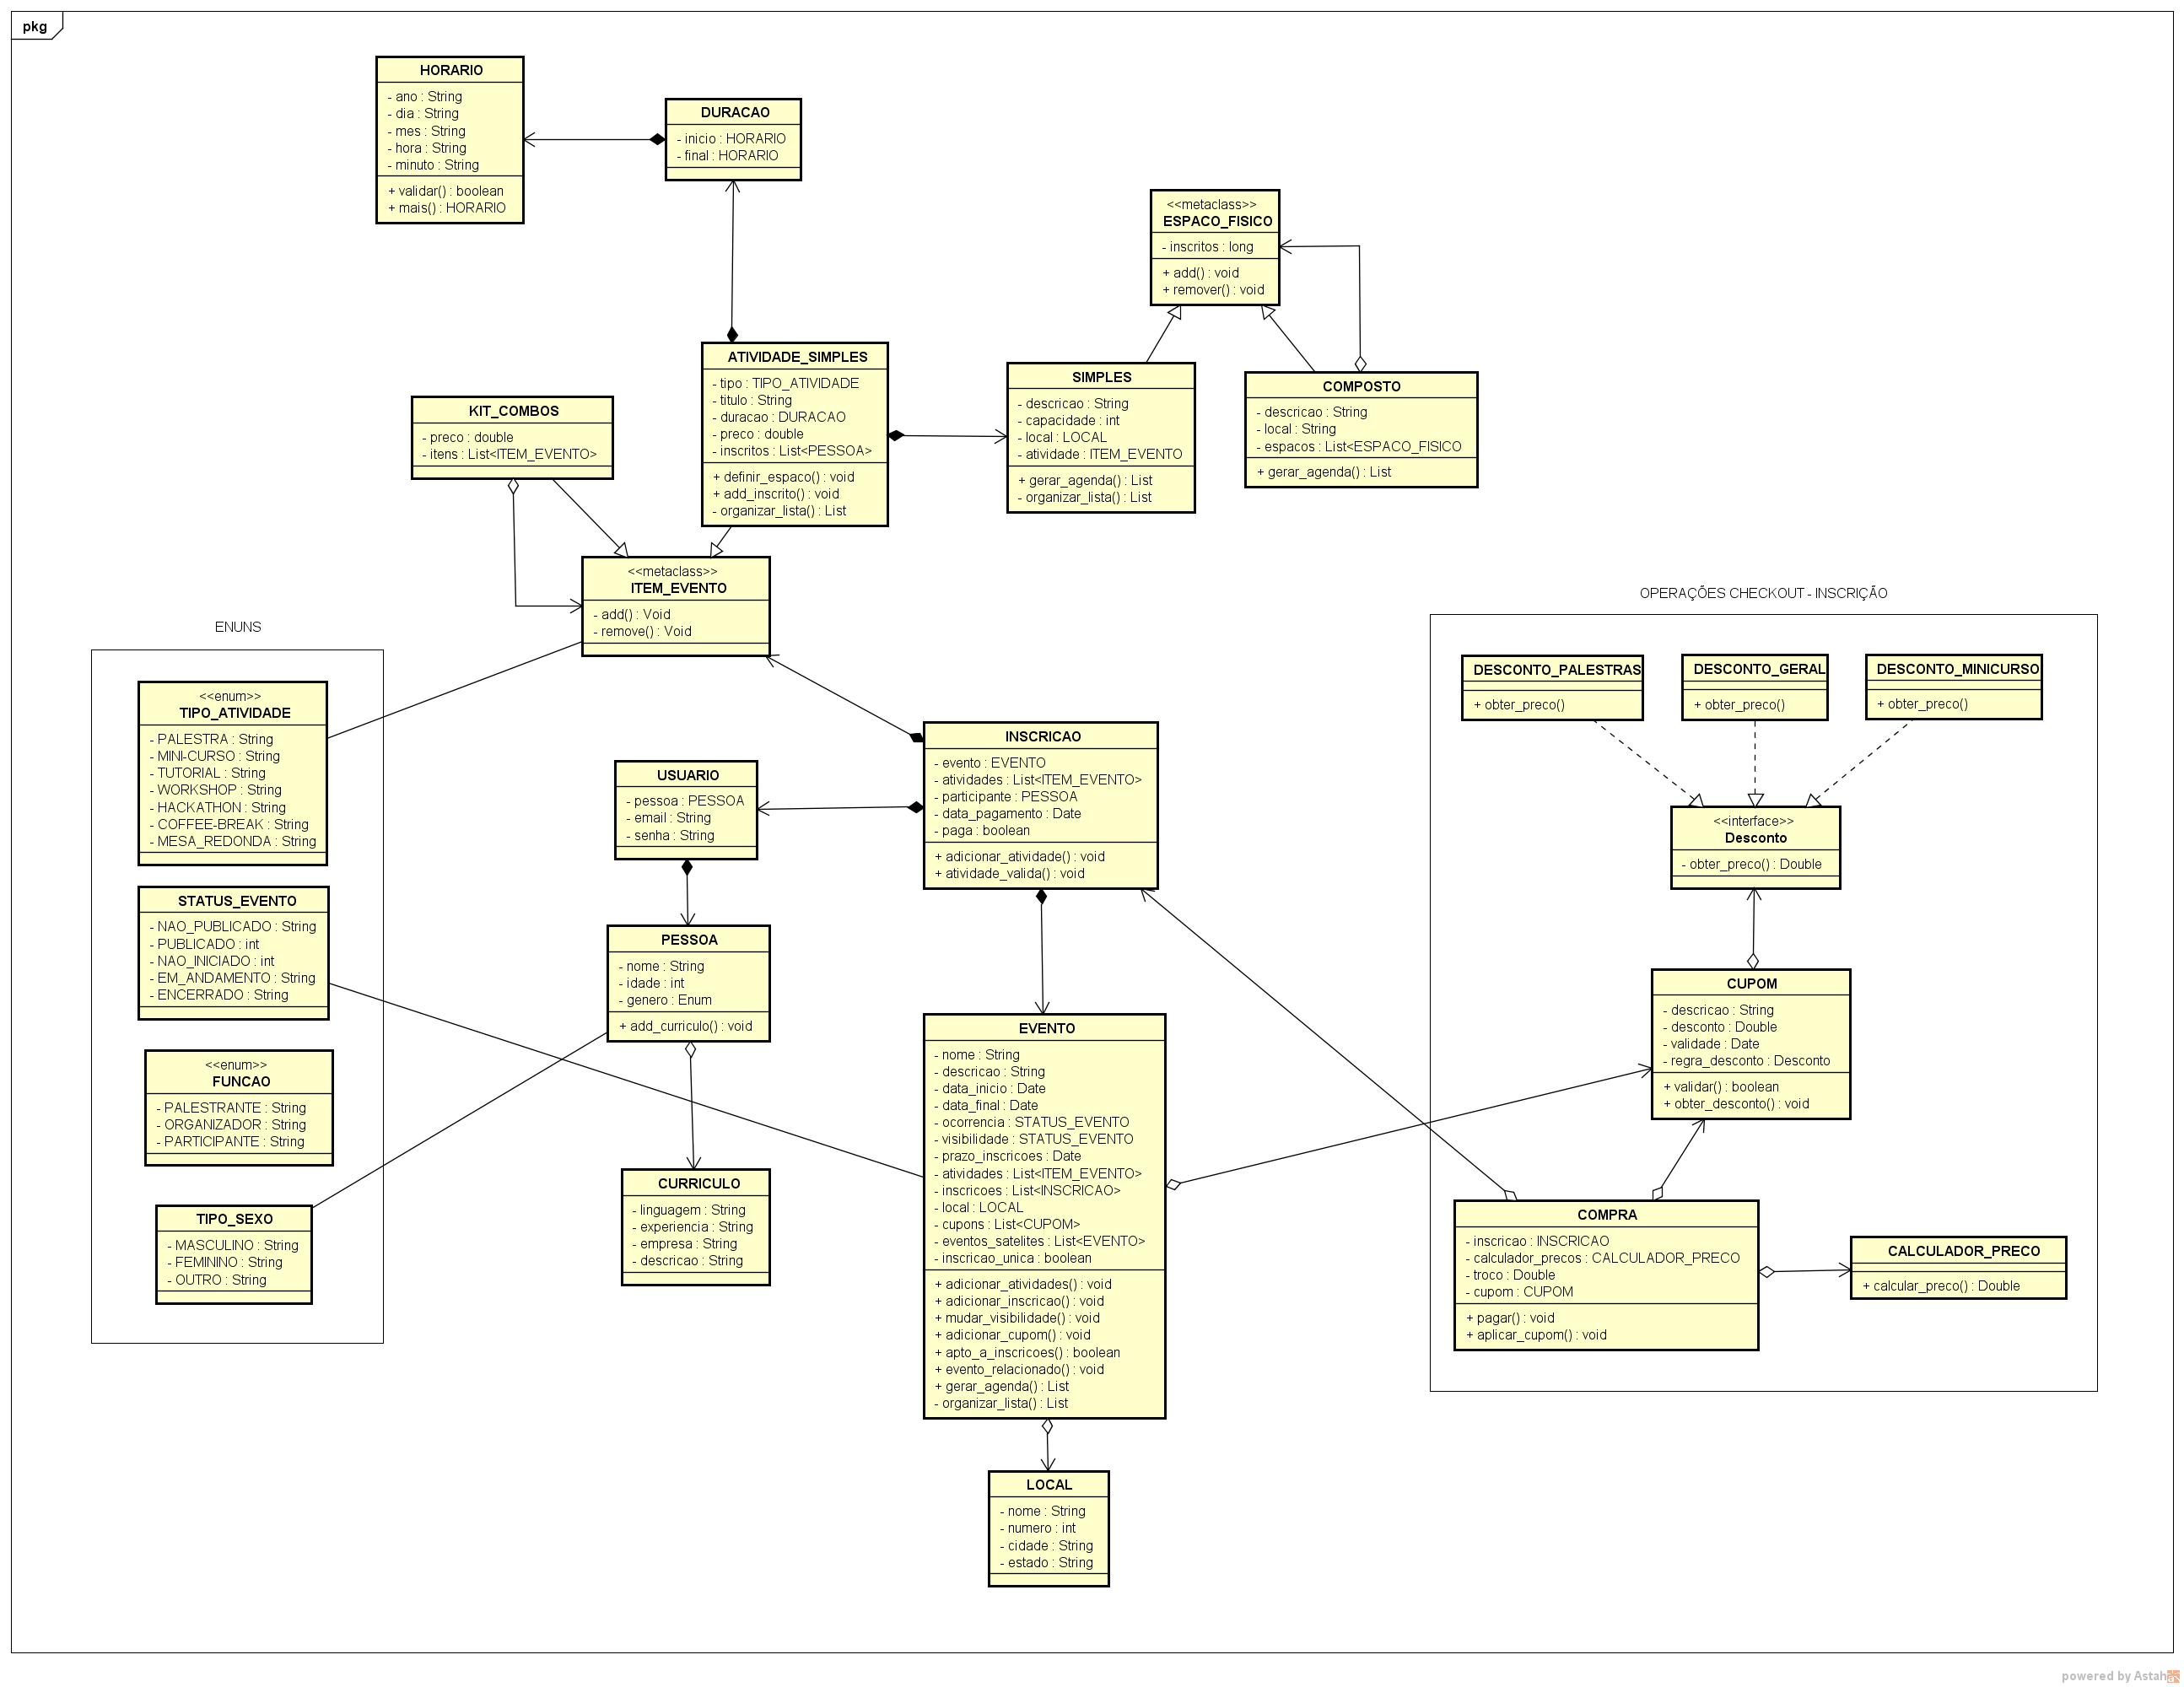 pkg
HORARIO
- ano : String
- dia : String
- mes : String
- hora : String
- minuto : String
+ validar() : boolean
+ mais() : HORARIO
DURACAO
- inicio : HORARIO
- final : HORARIO
<<metaclass>>
ESPACO_FISICO
- inscritos : long
+ add() : void
+ remover() : void
ATIVIDADE_SIMPLES
- tipo : TIPO_ATIVIDADE
- titulo : String
- duracao : DURACAO
- preco : double
- inscritos : List<PESSOA>
+ definir_espaco() : void
+ add_inscrito() : void
- organizar_lista() : List
SIMPLES
- descricao : String
- capacidade : int
- local : LOCAL
- atividade : ITEM_EVENTO
+ gerar_agenda() : List
- organizar_lista() : List
COMPOSTO
- descricao : String
- local : String
- espacos : List<ESPACO_FISICO
+ gerar_agenda() : List
KIT_COMBOS
- preco : double
- itens : List<ITEM_EVENTO>
<<metaclass>>
ITEM_EVENTO
- add() : Void
- remove() : Void
ENUNS
<<enum>>
TIPO_ATIVIDADE
- PALESTRA : String
- MINI-CURSO : String
- TUTORIAL : String
- WORKSHOP : String
- HACKATHON : String
- COFFEE-BREAK : String
- MESA_REDONDA : String
STATUS_EVENTO
- NAO_PUBLICADO : String
- PUBLICADO : int
- NAO_INICIADO : int
- EM_ANDAMENTO : String
- ENCERRADO : String
<<enum>>
FUNCAO
- PALESTRANTE : String
- ORGANIZADOR : String
- PARTICIPANTE : String
TIPO_SEXO
- MASCULINO : String
- FEMININO : String
- OUTRO : String
USUARIO
- pessoa : PESSOA
- email : String
- senha : String
PESSOA
- nome : String
- idade : int
- genero : Enum
+ add_curriculo() : void
CURRICULO
- linguagem : String
- experiencia : String
- empresa : String
- descricao : String
INSCRICAO
- evento : EVENTO
- atividades : List<ITEM_EVENTO>
- participante : PESSOA
- data_pagamento : Date
- paga : boolean
+ adicionar_atividade() : void
+ atividade_valida() : void
EVENTO
- nome : String
- descricao : String
- data_inicio : Date
- data_final : Date
- ocorrencia : STATUS_EVENTO
- visibilidade : STATUS_EVENTO
- prazo_inscricoes : Date
- atividades : List<ITEM_EVENTO>
- inscricoes : List<INSCRICAO>
- local : LOCAL
- cupons : List<CUPOM>
- eventos_satelites : List<EVENTO>
- inscricao_unica : boolean
+ adicionar_atividades() : void
+ adicionar_inscricao() : void
+ mudar_visibilidade() : void
+ adicionar_cupom() : void
+ apto_a_inscricoes() : boolean
+ evento_relacionado() : void
+ gerar_agenda() : List
- organizar_lista() : List
LOCAL
- nome : String
- numero : int
- cidade : String
- estado : String
OPERAÇÕES CHECKOUT - INSCRIÇÃO
DESCONTO_PALESTRAS
+ obter_preco()
DESCONTO_GERAL
+ obter_preco()
DESCONTO_MINICURSO
+ obter_preco()
<<interface>>
Desconto
- obter_preco() : Double
CUPOM
- descricao : String
- desconto : Double
- validade : Date
- regra_desconto : Desconto
+ validar() : boolean
+ obter_desconto() : void
COMPRA
- inscricao : INSCRICAO
- calculador_precos : CALCULADOR_PRECO
- troco : Double
- cupom : CUPOM
+ pagar() : void
+ aplicar_cupom() : void
CALCULADOR_PRECO
+ calcular_preco() : Double
powered by Astah